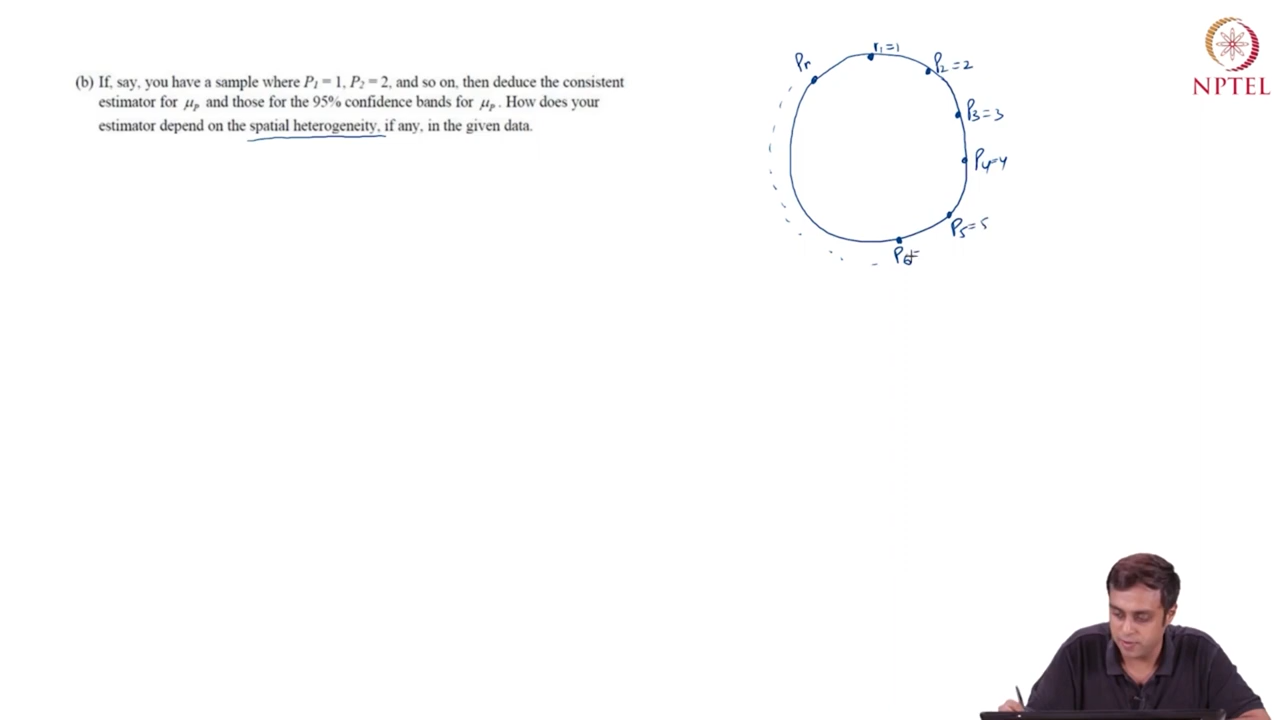 (b) If, say, you have a sample where P₁ = 1, P₂ = 2, and so on, then deduce the consistent
estimator for μₚ and those for the 95% confidence bands for μₚ. How does your
estimator depend on the spatial heterogeneity, if any, in the given data.
P₁=1
P₂=2
P₃=3
P₄=4
P₅=5
P₆=
Pr
NPTEL